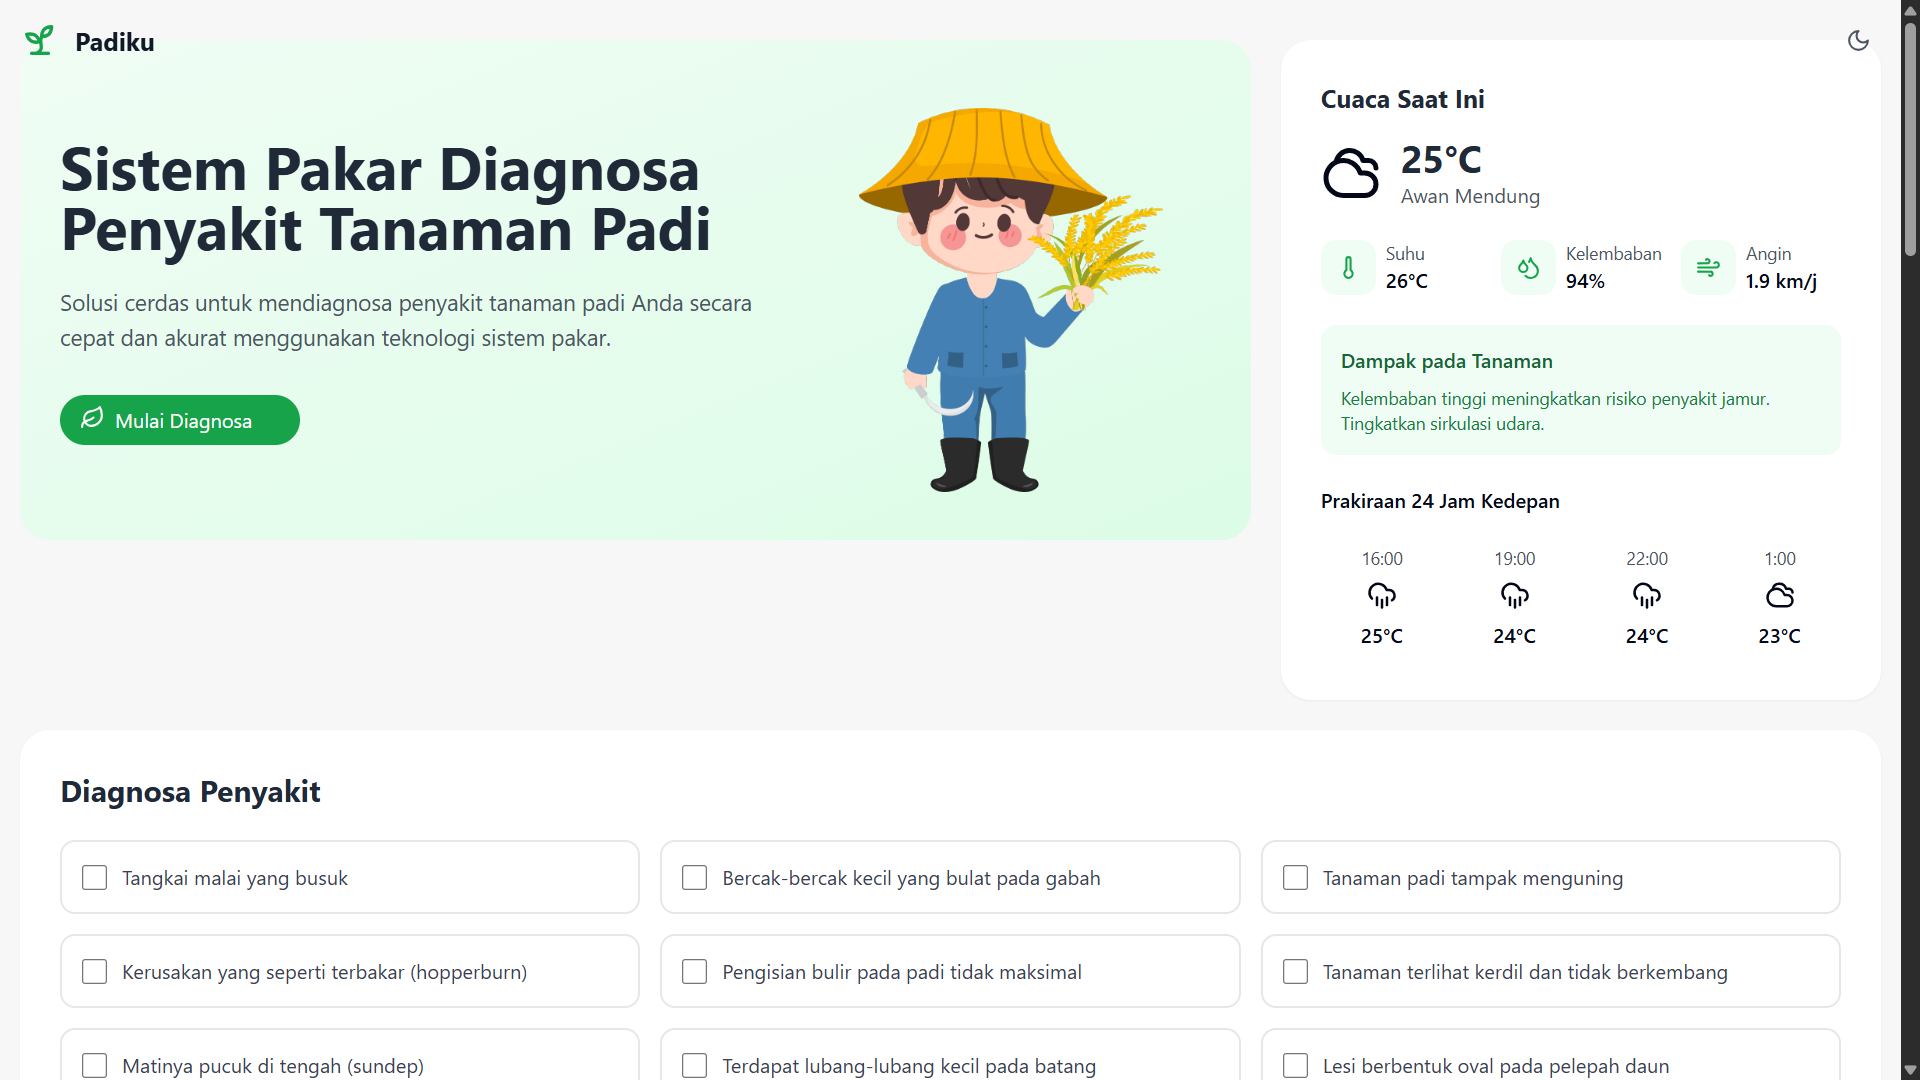 Padiku
Sistem Pakar Diagnosa
Penyakit Tanaman Padi
Solusi cerdas untuk mendiagnosa penyakit tanaman padi Anda secara
cepat dan akurat menggunakan teknologi sistem pakar.
Mulai Diagnosa
Cuaca Saat Ini
25°C
Awan Mendung
Suhu
26°C
Kelembaban
94%
Angin
1.9 km/j
Dampak pada Tanaman
Kelembaban tinggi meningkatkan risiko penyakit jamur.
Tingkatkan sirkulasi udara.
Prakiraan 24 Jam Kedepan
16:00
25°C
19:00
24°C
22:00
24°C
1:00
23°C
Diagnosa Penyakit
Tangkai malai yang busuk
Bercak-bercak kecil yang bulat pada gabah
Tanaman padi tampak menguning
Kerusakan yang seperti terbakar (hopperburn)
Pengisian bulir pada padi tidak maksimal
Tanaman terlihat kerdil dan tidak berkembang
Matinya pucuk di tengah (sundep)
Terdapat lubang-lubang kecil pada batang
Lesi berbentuk oval pada pelepah daun